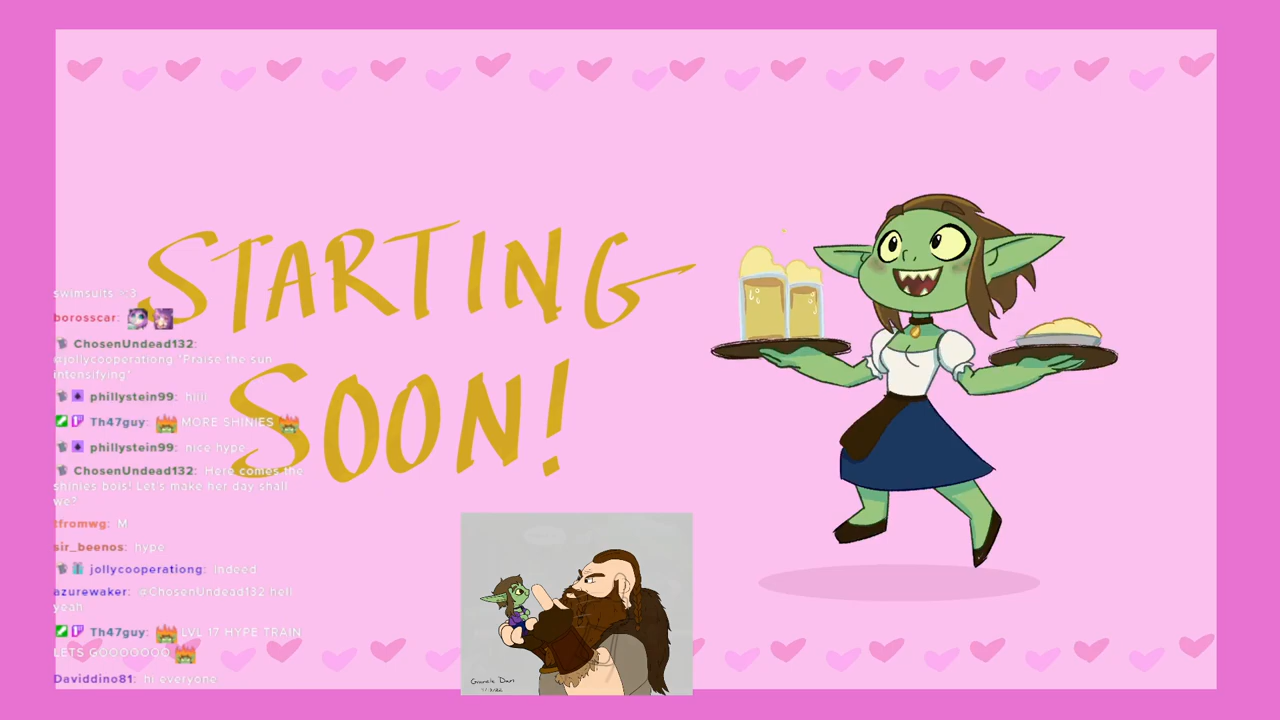 STARTING
SOON!
swimsuits >:3
borosscar:
ChosenUndead132:
@jollycooperationg "Praise the sun
intensifying"
phillystein99: hiiii
Th47guy: MORE SHINIES
phillystein99: nice hype
ChosenUndead132: Here comes the
shinies bois! Let's make her day shall
we?
tfromwg: M
sir_beenos: hype
jollycooperationg: Indeed
azurewaker: @ChosenUndead132 hell
yeah
Th47guy: LVL 17 HYPE TRAIN
LETS GOOOOOOO
Daviddino81: hi everyone